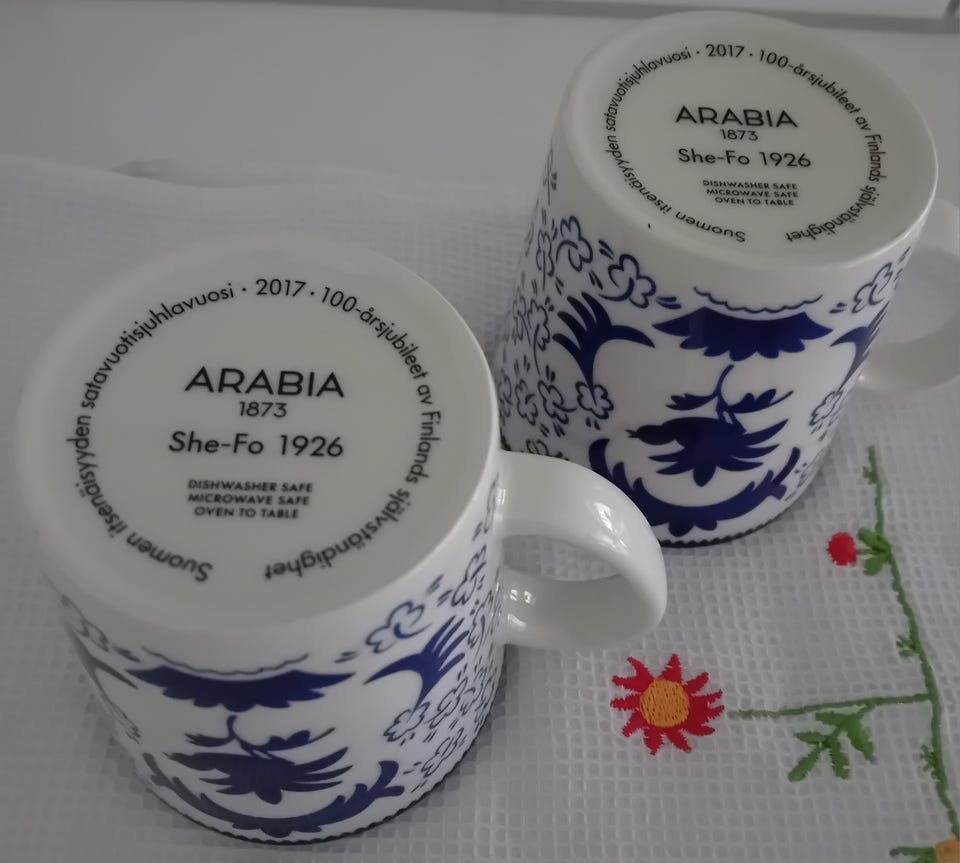 Suomen itsenäisyyden satavuotisjuhlavuosi · 2017 · 100-årsjubileet av Finlands självständighet
ARABIA
1873
She-Fo 1926
DISHWASHER SAFE
MICROWAVE SAFE
OVEN TO TABLE
Suomen itsenäisyyden satavuotisjuhlavuosi · 2017 · 100-årsjubileet av Finlands självständighet
ARABIA
1873
She-Fo 1926
DISHWASHER SAFE
MICROWAVE SAFE
OVEN TO TABLE